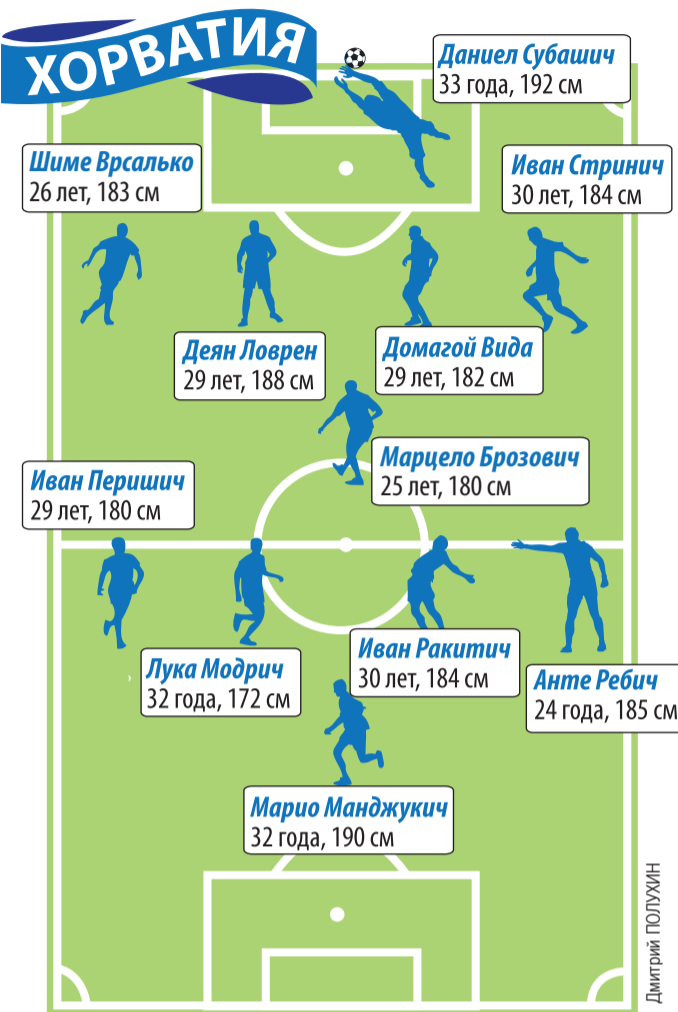 ХОРВАТИЯ
Даниел Субашич
33 года, 192 см
Шиме Врсалько
26 лет, 183 см
Иван Стринич
30 лет, 184 см
Деян Ловрен
29 лет, 188 см
Домагой Вида
29 лет, 182 см
Марцело Брозович
25 лет, 180 см
Иван Перишич
29 лет, 180 см
Лука Модрич
32 года, 172 см
Иван Ракитич
30 лет, 184 см
Анте Ребич
24 года, 185 см
Марио Манджукич
32 года, 190 см
Дмитрий ПОЛУХИН